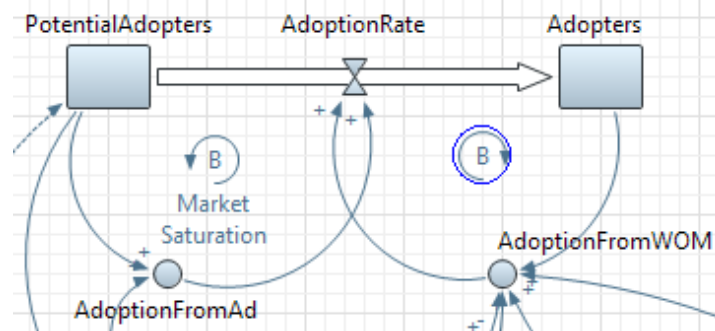 PotentialAdopters
AdoptionRate
Adopters
+
+
B
B
Market
Saturation
+
AdoptionFromWOM
+
+
AdoptionFromAd
+
-